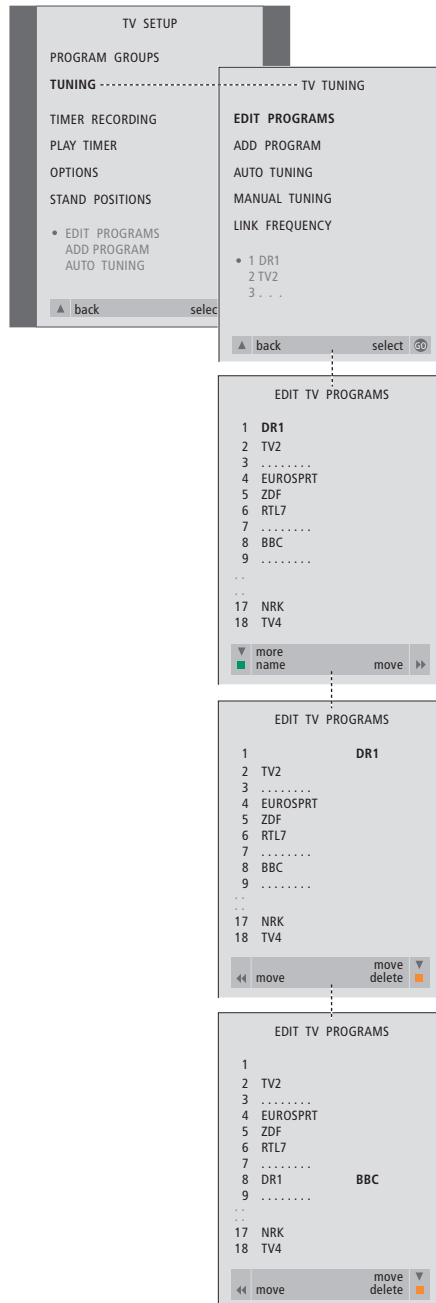 TV SETUP
PROGRAM GROUPS
TUNING
TIMER RECORDING
PLAY TIMER
OPTIONS
STAND POSITIONS
• EDIT PROGRAMS
ADD PROGRAM
AUTO TUNING
▲ back selec
TV TUNING
EDIT PROGRAMS
ADD PROGRAM
AUTO TUNING
MANUAL TUNING
LINK FREQUENCY
• 1 DR1
2 TV2
3 . . .
▲ back select GO
EDIT TV PROGRAMS
1 DR1
2 TV2
3 ........
4 EUROSPRT
5 ZDF
6 RTL7
7 ........
8 BBC
9 ........
. .
. .
17 NRK
18 TV4
▼ more
name move ▶▶
EDIT TV PROGRAMS
1 DR1
2 TV2
3 ........
4 EUROSPRT
5 ZDF
6 RTL7
7 ........
8 BBC
9 ........
. .
. .
17 NRK
18 TV4
move ▼
◀◀ move delete
EDIT TV PROGRAMS
1
2 TV2
3 ........
4 EUROSPRT
5 ZDF
6 RTL7
7 ........
8 DR1 BBC
9 ........
. .
. .
17 NRK
18 TV4
move ▼
◀◀ move delete